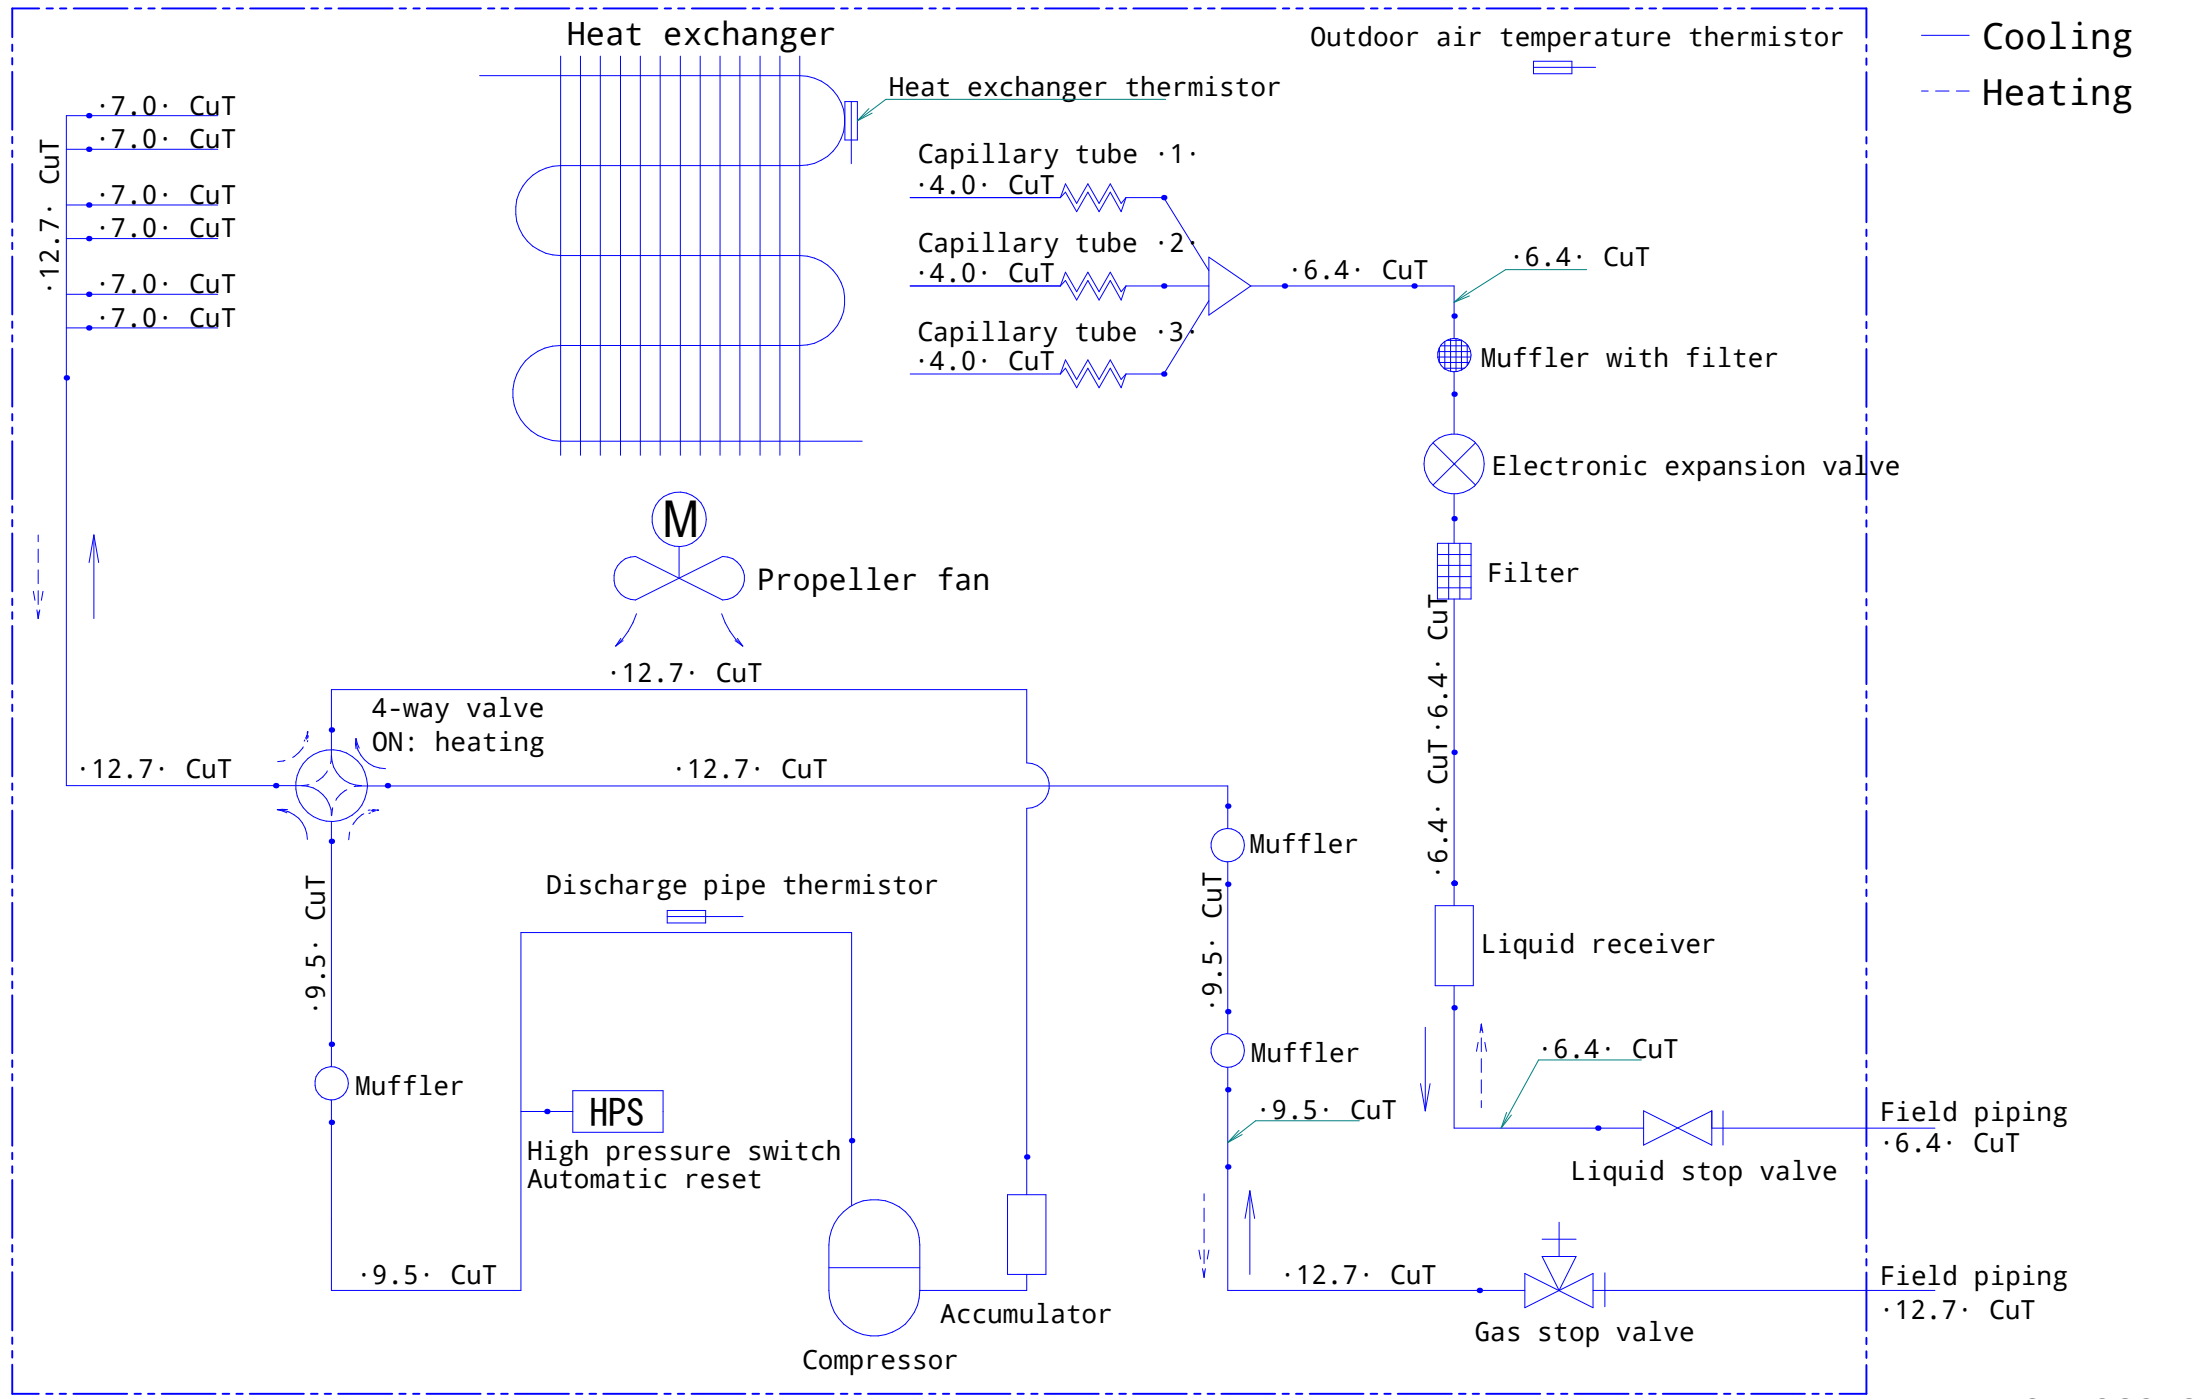 Heat exchanger
Outdoor air temperature thermistor
Cooling
Heating
Heat exchanger thermistor
·7.0· CuT
·7.0· CuT
·7.0· CuT
·7.0· CuT
·7.0· CuT
·7.0· CuT
·12.7· CuT
Capillary tube ·1·
·4.0· CuT
Capillary tube ·2·
·4.0· CuT
Capillary tube ·3·
·4.0· CuT
·6.4· CuT
·6.4· CuT
Muffler with filter
Electronic expansion valve
M
Propeller fan
Filter
·6.4· CuT
·6.4· CuT
·12.7· CuT
4-way valve
ON: heating
·12.7· CuT
·12.7· CuT
Muffler
·9.5· CuT
Discharge pipe thermistor
·9.5· CuT
Liquid receiver
Muffler
·6.4· CuT
Muffler
HPS
High pressure switch
Automatic reset
·9.5· CuT
Field piping
·6.4· CuT
Liquid stop valve
·9.5· CuT
·12.7· CuT
Field piping
·12.7· CuT
Accumulator
Gas stop valve
Compressor